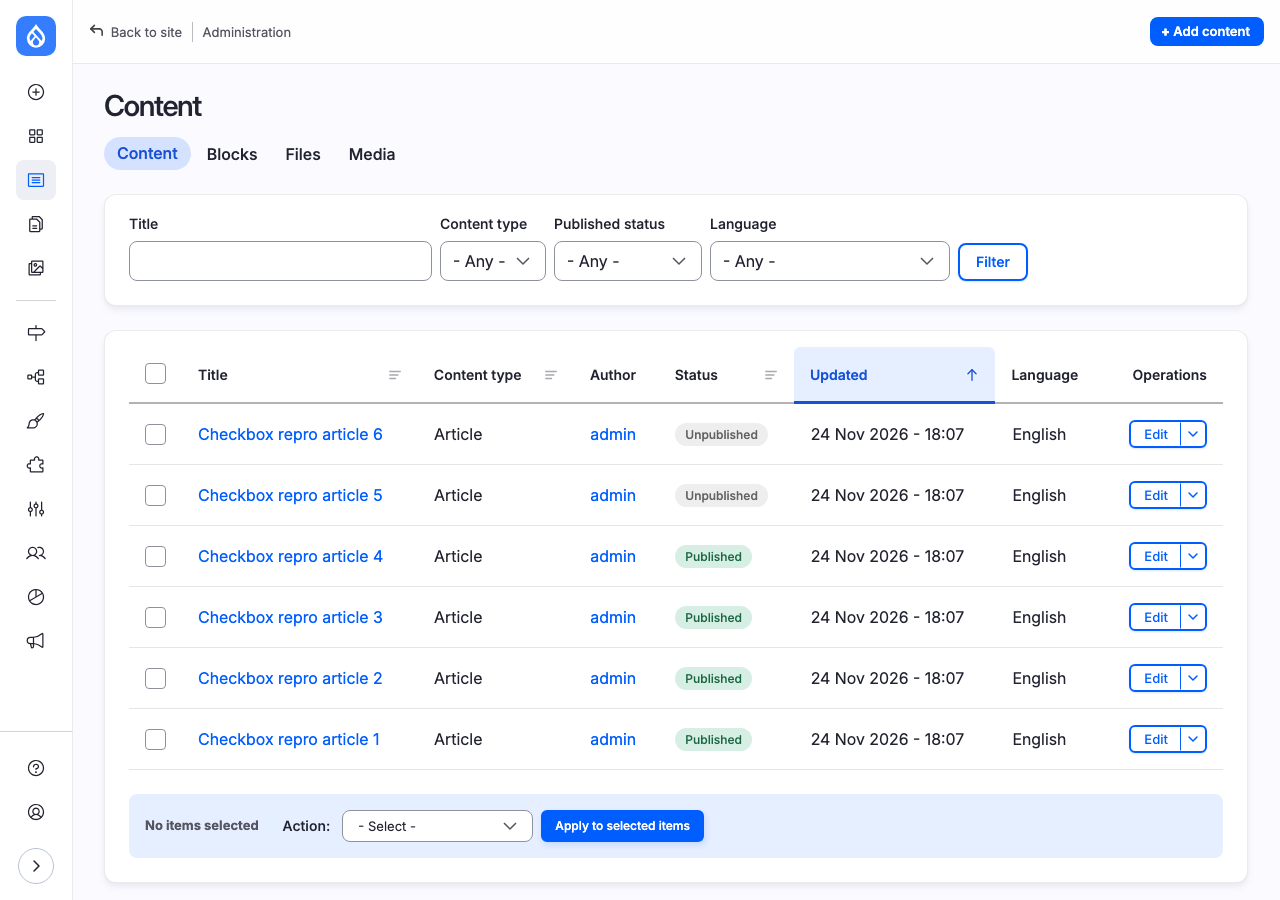 Back to site Administration + Add content
Content
Content Blocks Files Media
Title Content type Published status Language
- Any - - Any - - Any - Filter
Title Content type Author Status Updated Language Operations
Checkbox repro article 6 Article admin Unpublished 24 Nov 2026 - 18:07 English Edit
Checkbox repro article 5 Article admin Unpublished 24 Nov 2026 - 18:07 English Edit
Checkbox repro article 4 Article admin Published 24 Nov 2026 - 18:07 English Edit
Checkbox repro article 3 Article admin Published 24 Nov 2026 - 18:07 English Edit
Checkbox repro article 2 Article admin Published 24 Nov 2026 - 18:07 English Edit
Checkbox repro article 1 Article admin Published 24 Nov 2026 - 18:07 English Edit
No items selected Action: - Select - Apply to selected items